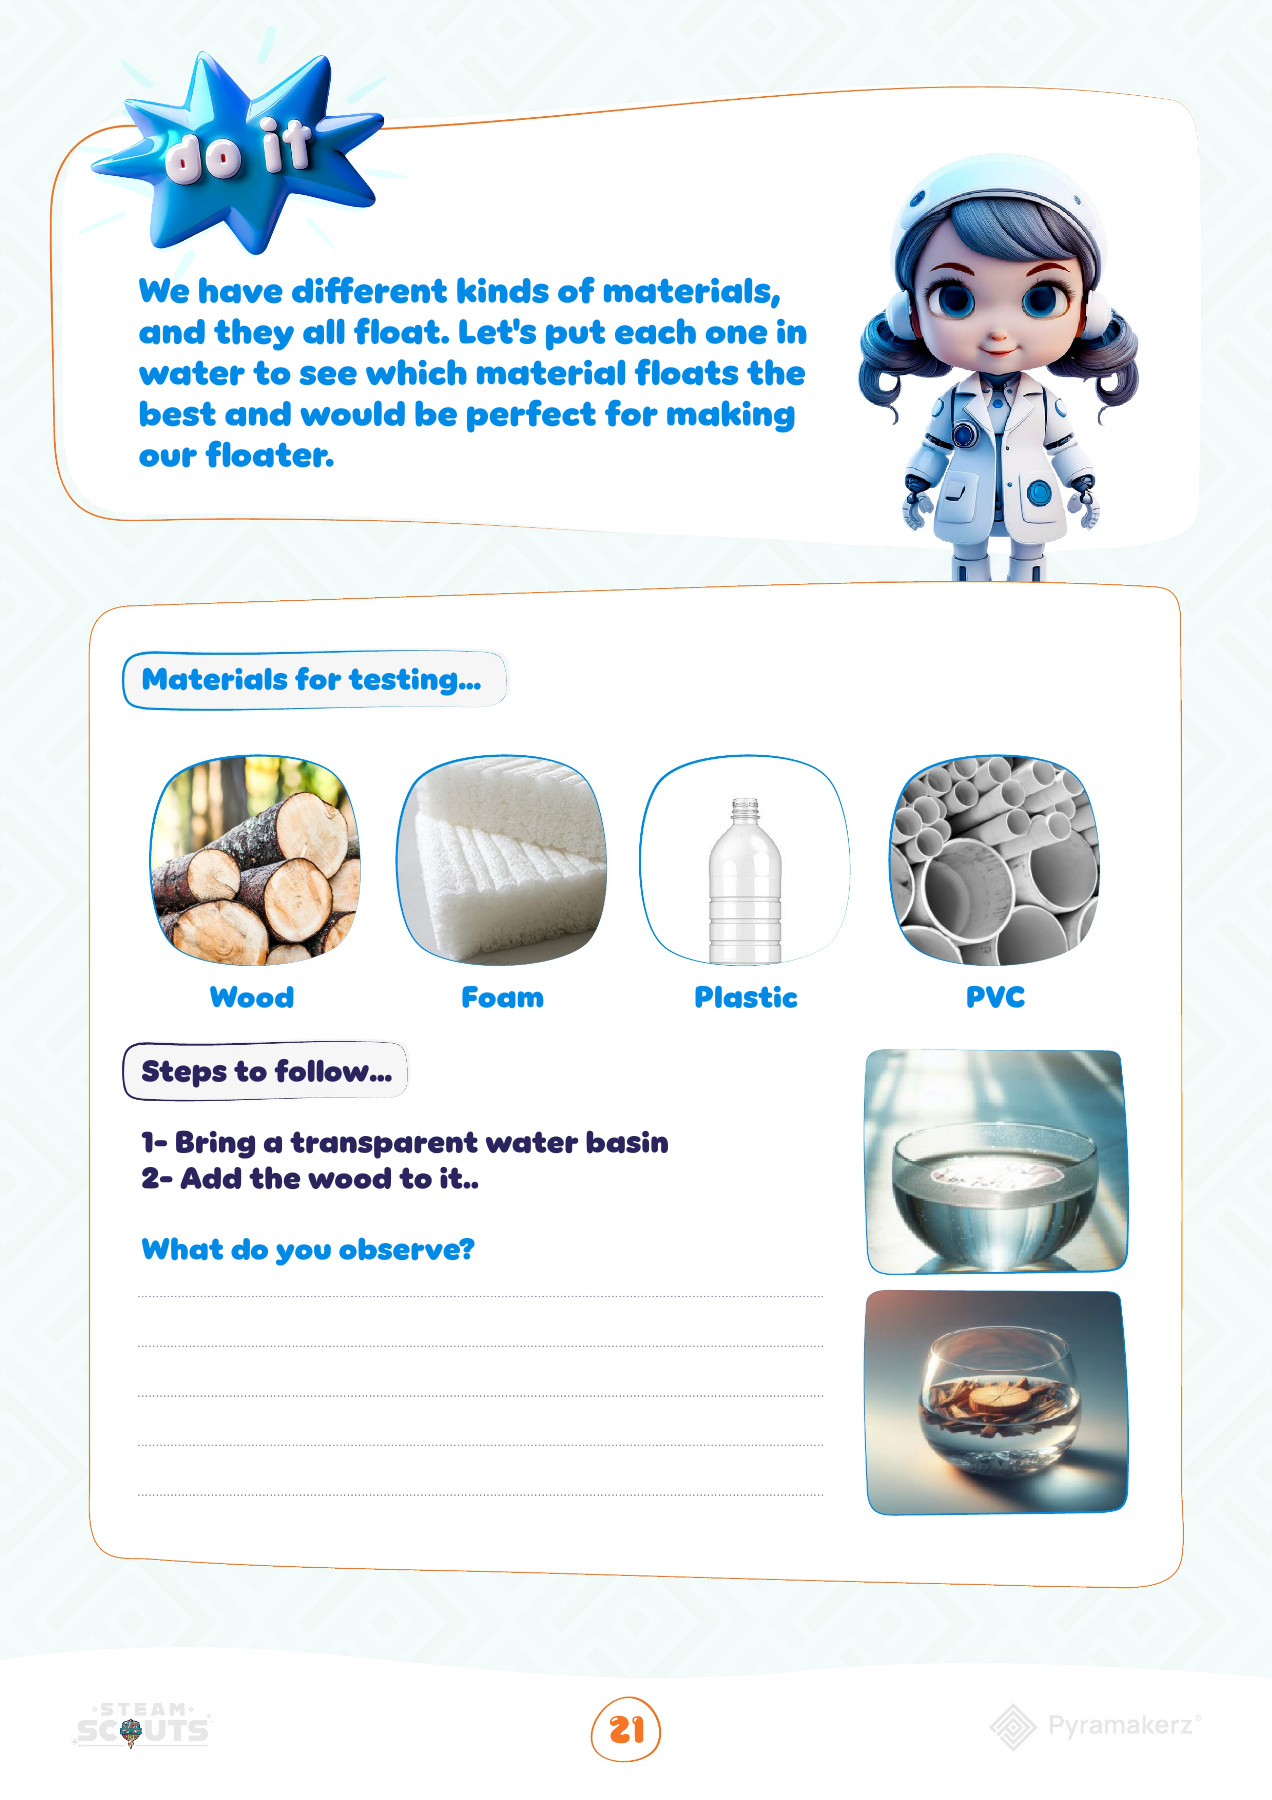 do it
We have different kinds of materials,
and they all float. Let's put each one in
water to see which material floats the
best and would be perfect for making
our floater.
Materials for testing...
Wood
Foam
Plastic
PVC
Steps to follow...
1- Bring a transparent water basin
2- Add the wood to it..
What do you observe?
STEAM
SCOUTS
21
Pyramakerz